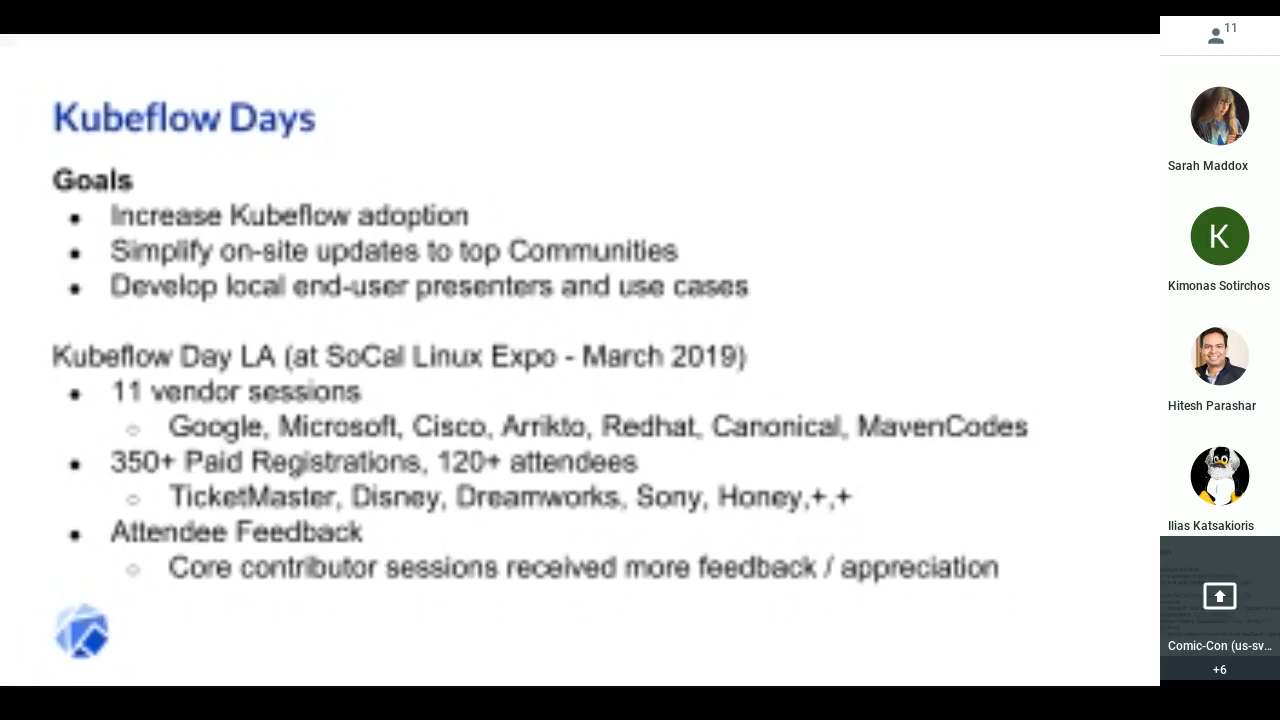 Kubeflow Days
Goals
● Increase Kubeflow adoption
● Simplify on-site updates to top Communities
● Develop local end-user presenters and use cases
Kubeflow Day LA (at SoCal Linux Expo - March 2019)
● 11 vendor sessions
○ Google, Microsoft, Cisco, Arrikto, Redhat, Canonical, MavenCodes
● 350+ Paid Registrations, 120+ attendees
○ TicketMaster, Disney, Dreamworks, Sony, Honey,+,+
● Attendee Feedback
○ Core contributor sessions received more feedback / appreciation
11
Sarah Maddox
K
Kimonas Sotirchos
Hitesh Parashar
Ilias Katsakioris
Comic-Con (us-sv...
+6